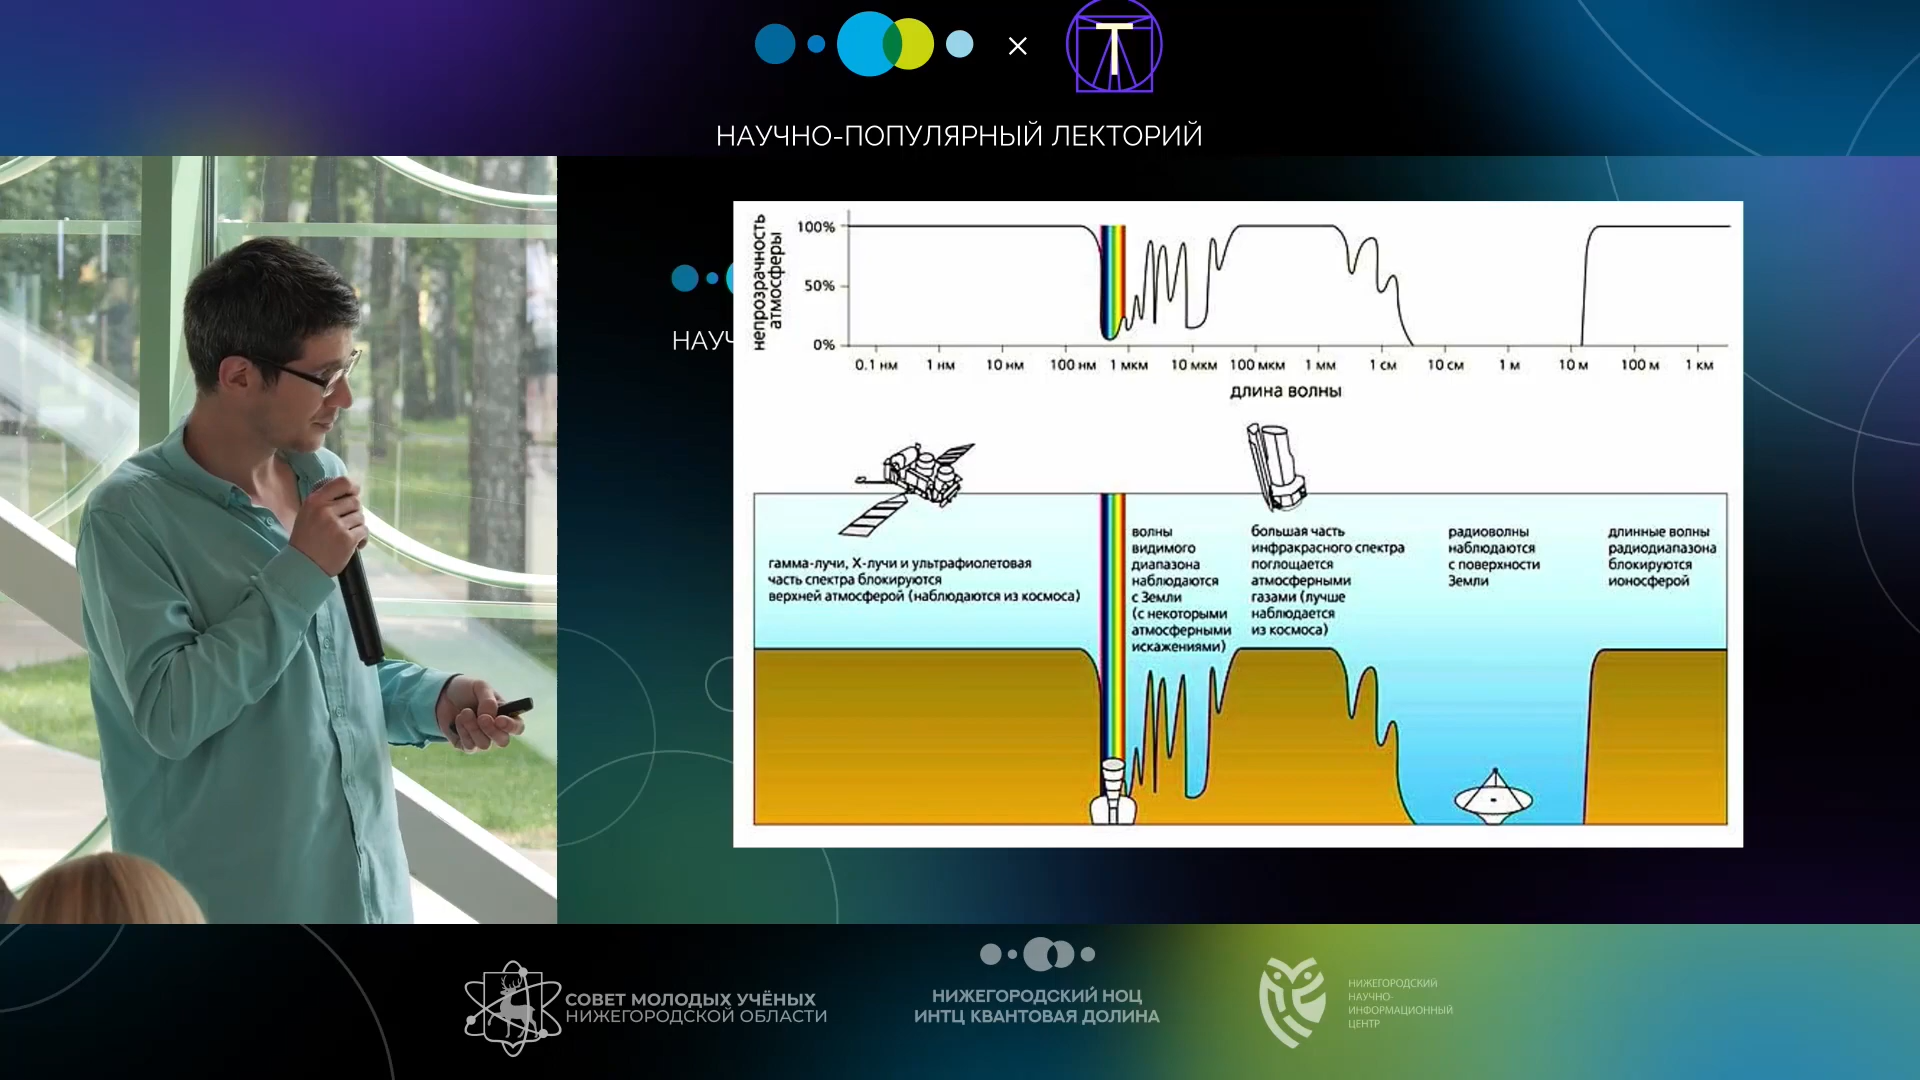 Т
НАУЧНО-ПОПУЛЯРНЫЙ ЛЕКТОРИЙ
НАУЧ
непрозрачность
атмосферы
100%
50%
0%
0.1 нм 1 нм 10 нм 100 нм 1 мкм 10 мкм 100 мкм 1 мм 1 см 10 см 1 м 10 м 100 м 1 км
длина волны
гамма-лучи, Х-лучи и ультрафиолетовая
часть спектра блокируются
верхней атмосферой (наблюдаются из космоса)
волны
видимого
диапазона
наблюдаются
с Земли
(с некоторыми
атмосферными
искажениями)
большая часть
инфракрасного спектра
поглощается
атмосферными
газами (лучше
наблюдается
из космоса)
радиоволны
наблюдаются
с поверхности
Земли
длинные волны
радиодиапазона
блокируются
ионосферой
СОВЕТ МОЛОДЫХ УЧЁНЫХ
НИЖЕГОРОДСКОЙ ОБЛАСТИ
НИЖЕГОРОДСКИЙ НОЦ
ИНТЦ КВАНТОВАЯ ДОЛИНА
НИЖЕГОРОДСКИЙ
НАУЧНО-
ИНФОРМАЦИОННЫЙ
ЦЕНТР